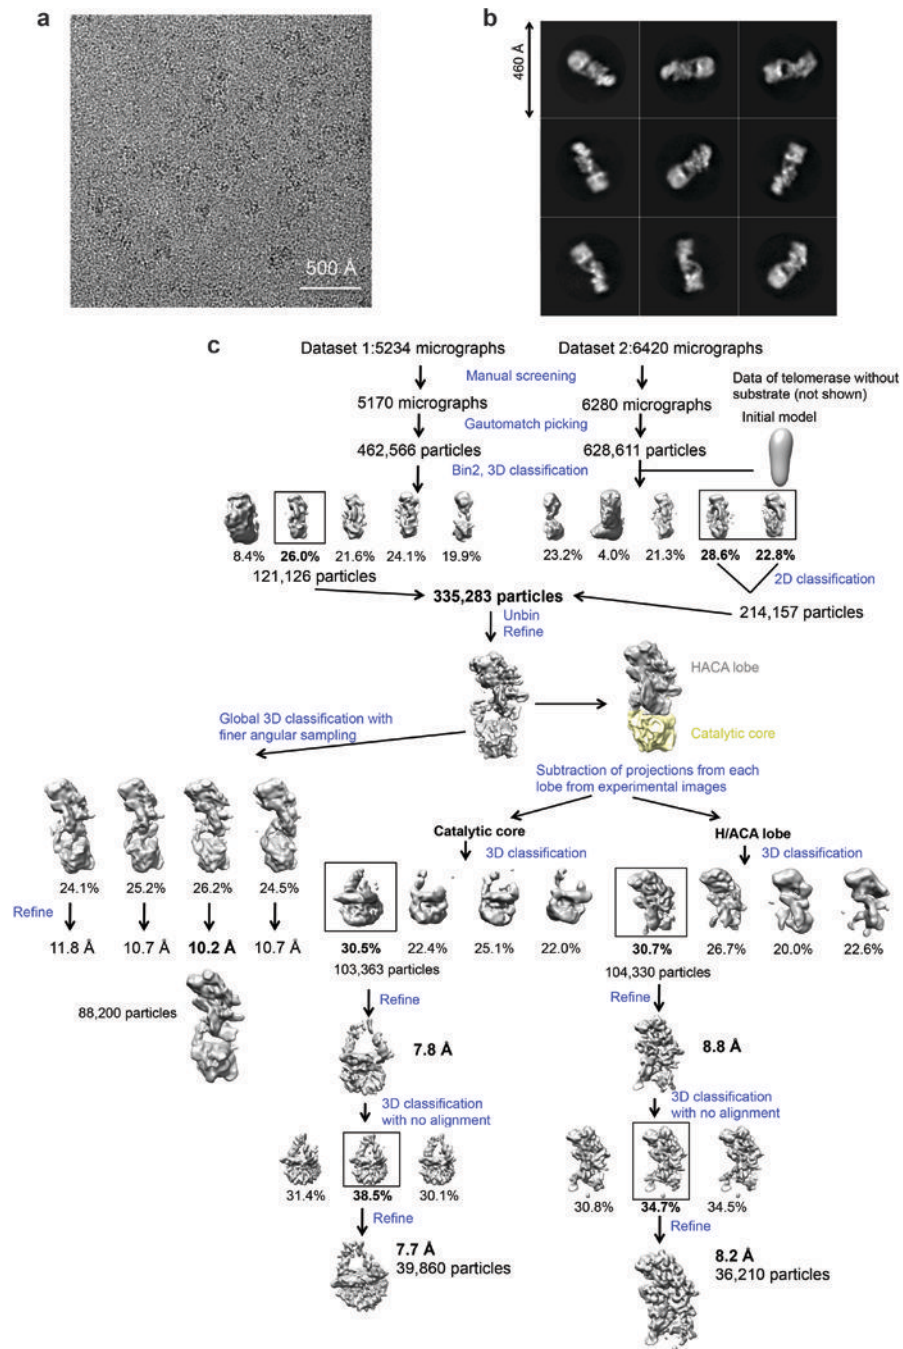 a
500 Å
b
460 Å
c
Dataset 1:5234 micrographs
Dataset 2:6420 micrographs
Manual screening
Data of telomerase without
substrate (not shown)
5170 micrographs
6280 micrographs
Initial model
Gautomatch picking
462,566 particles
628,611 particles
Bin2, 3D classification
8.4%
26.0%
21.6%
24.1%
19.9%
23.2%
4.0%
21.3%
28.6%
22.8%
121,126 particles
2D classification
335,283 particles
214,157 particles
Unbin
Refine
HACA lobe
Global 3D classification with
finer angular sampling
Catalytic core
Subtraction of projections from each
lobe from experimental images
Catalytic core
H/ACA lobe
3D classification
3D classification
24.1%
25.2%
26.2%
24.5%
Refine
30.5%
22.4%
25.1%
22.0%
30.7%
26.7%
20.0%
22.6%
11.8 Å
10.7 Å
10.2 Å
10.7 Å
103,363 particles
104,330 particles
88,200 particles
Refine
Refine
7.8 Å
8.8 Å
3D classification
with no alignment
3D classification
with no alignment
31.4%
38.5%
30.1%
30.8%
34.7%
34.5%
Refine
Refine
7.7 Å
39,860 particles
8.2 Å
36,210 particles